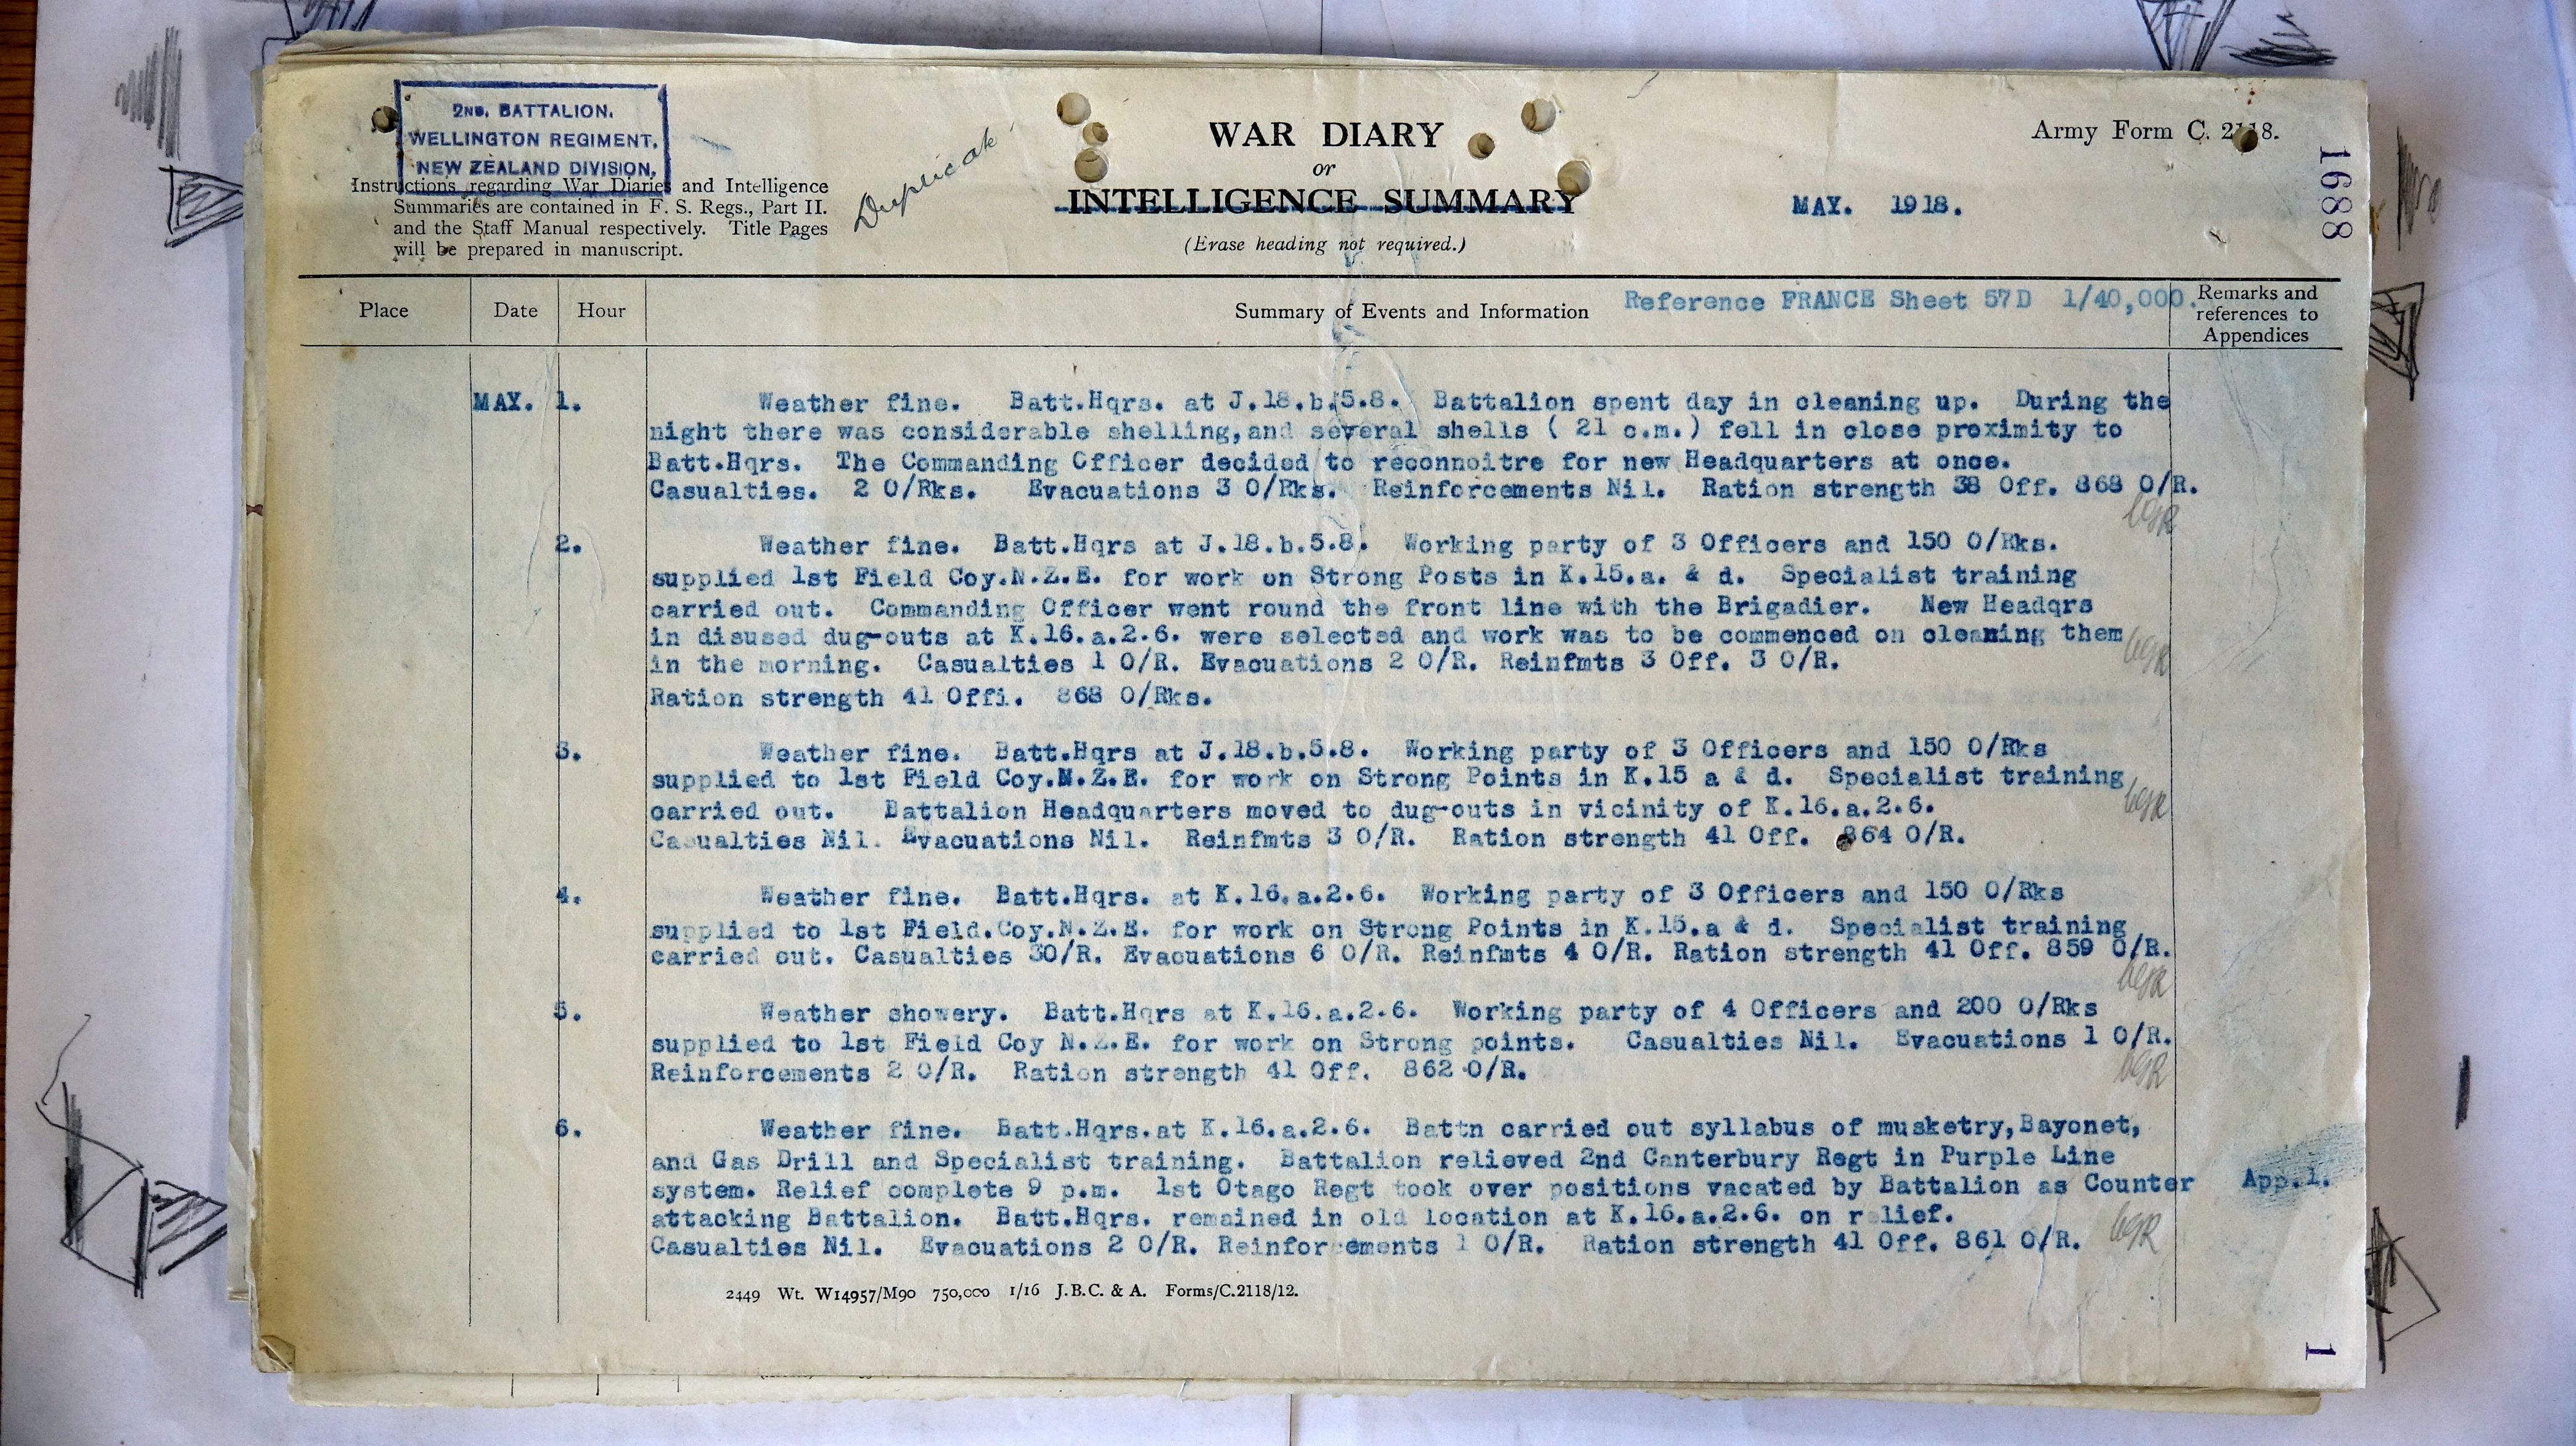 2ND. BATTALION.
WELLINGTON REGIMENT.
NEW ZEALAND DIVISION.
Instructions regarding War Diaries and Intelligence
Summaries are contained in F. S. Regs., Part II.
and the Staff Manual respectively. Title Pages
will be prepared in manuscript.
Duplicate
WAR DIARY
or
INTELLIGENCE SUMMARY
(Erase heading not required.)
MAY. 1918.
Army Form C. 2118.
1688
Place Date Hour Summary of Events and Information Reference FRANCE Sheet 57D 1/40,000. Remarks and
references to
Appendices
MAY. 1. Weather fine. Batt.Hqrs. at J.18.b.5.8. Battalion spent day in cleaning up. During the
night there was considerable shelling,and several shells ( 21 c.m.) fell in close proximity to
Batt.Hqrs. The Commanding Officer decided to reconnoitre for new Headquarters at once.
Casualties. 2 O/Rks. Evacuations 3 O/Rks. Reinforcements Nil. Ration strength 38 Off. 868 O/R.
2. Weather fine. Batt.Hqrs at J.18.b.5.8. Working party of 3 Officers and 150 O/Rks.
supplied 1st Field Coy.N.Z.E. for work on Strong Posts in K.15.a. & d. Specialist training
carried out. Commanding Officer went round the front line with the Brigadier. New Headqrs
in disused dug-outs at K.16.a.2.6. were selected and work was to be commenced on cleaning them
in the morning. Casualties 1 O/R. Evacuations 2 O/R. Reinfmts 3 Off. 3 O/R.
Ration strength 41 Offi. 868 O/Rks.
3. Weather fine. Batt.Hqrs at J.18.b.5.8. Working party of 3 Officers and 150 O/Rks
supplied to 1st Field Coy.N.Z.E. for work on Strong Points in K.15 a & d. Specialist training
carried out. Battalion Headquarters moved to dug-outs in vicinity of K.16.a.2.6.
Casualties Nil. Evacuations Nil. Reinfmts 3 O/R. Ration strength 41 Off. 864 O/R.
4. Weather fine. Batt.Hqrs. at K.16.a.2.6. Working party of 3 Officers and 150 O/Rks
supplied to 1st Field.Coy.N.Z.E. for work on Strong Points in K.15.a & d. Specialist training
carried out. Casualties 3O/R. Evacuations 6 O/R. Reinfmts 4 O/R. Ration strength 41 Off. 859 O/R.
5. Weather showery. Batt.Hqrs at K.16.a.2.6. Working party of 4 Officers and 200 O/Rks
supplied to 1st Field Coy N.Z.E. for work on Strong points. Casualties Nil. Evacuations 1 O/R.
Reinforcements 2 O/R. Ration strength 41 Off. 862 O/R.
6. Weather fine. Batt.Hqrs.at K.16.a.2.6. Battn carried out syllabus of musketry,Bayonet,
and Gas Drill and Specialist training. Battalion relieved 2nd Canterbury Regt in Purple Line
system. Relief complete 9 p.m. 1st Otago Regt took over positions vacated by Battalion as Counter App.1.
attacking Battalion. Batt.Hqrs. remained in old location at K.16.a.2.6. on relief.
Casualties Nil. Evacuations 2 O/R. Reinforcements 1 O/R. Ration strength 41 Off. 861 O/R.
2449 Wt. W14957/M90 750,000 1/16 J.B.C. & A. Forms/C.2118/12.
1